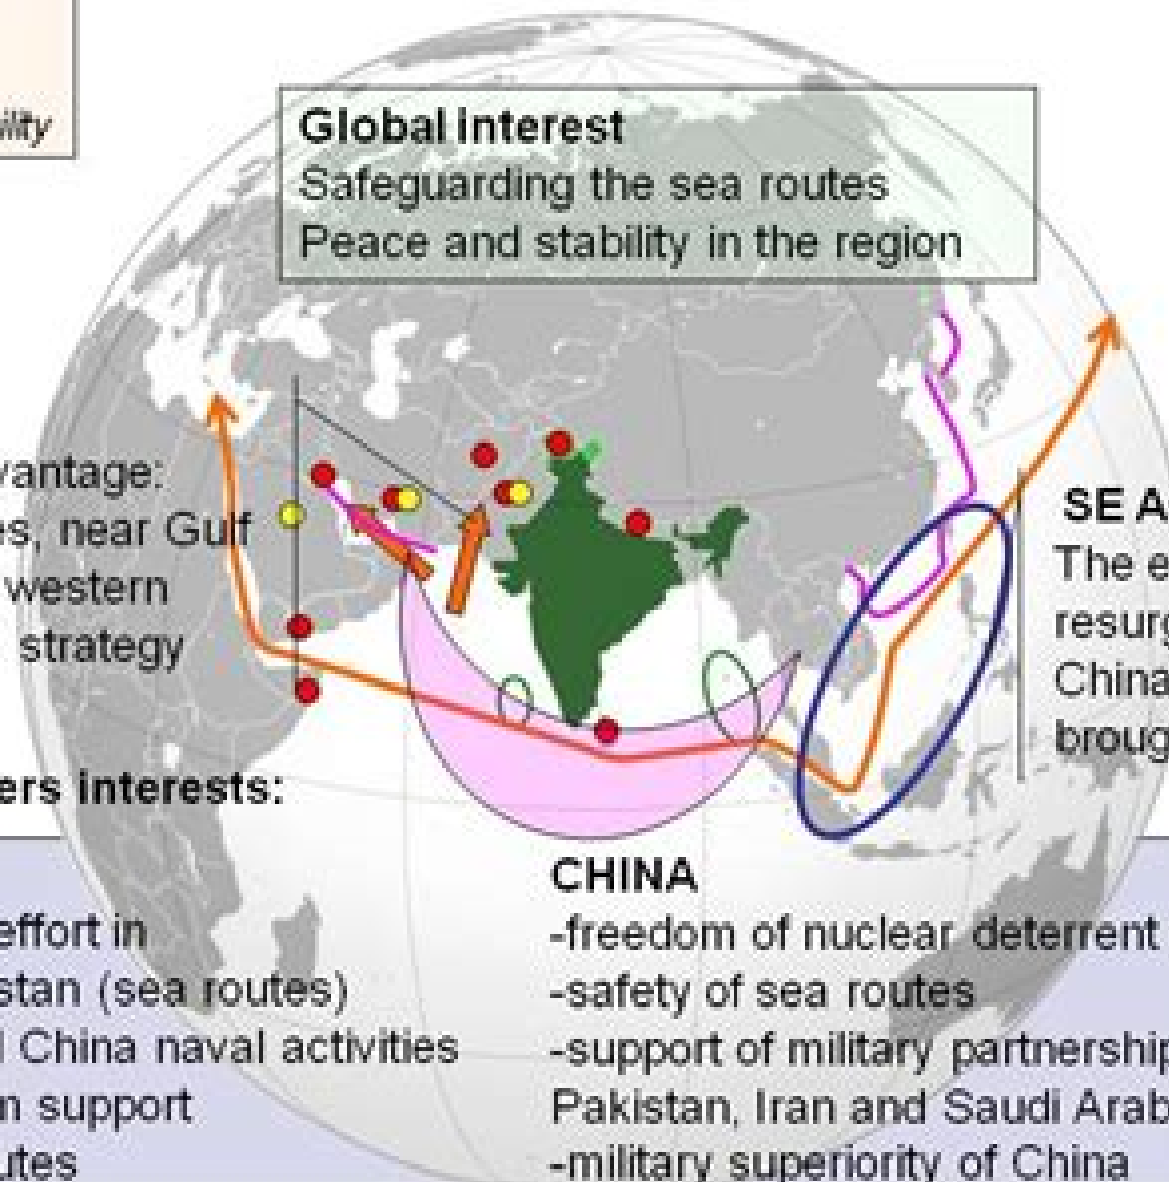 ility
Global interest
Safeguarding the sea routes
Peace and stability in the region
vantage:
es, near Gulf
western
strategy
SE A
The e
resurg
China
broug
ers interests:
effort in
stan (sea routes)
l China naval activities
m support
utes
CHINA
-freedom of nuclear deterrent
-safety of sea routes
-support of military partnership
Pakistan, Iran and Saudi Arab
-military superiority of China